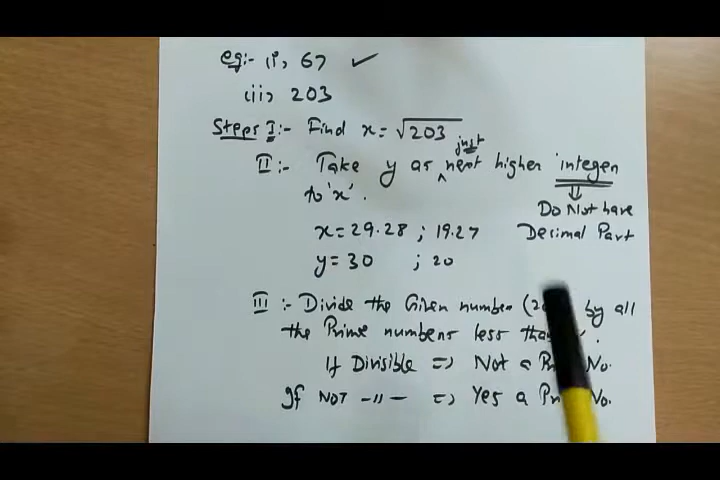 eg:- (i), 67 ✓
(ii), 203
Steps I :- Find x = √203
just
II :- Take y as ^ next higher integer
to 'x'.
Do Not have
x = 29.28 ; 19.27 Decimal Part
y = 30 ; 20
III :- Divide the Given number ( by all
the Prime numbers less
If Divisible => Not a No.
If NOT -"- => Yes a No.